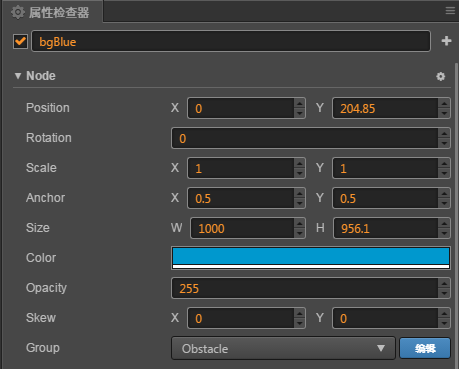 属性检查器
bgBlue
Node
Position X 0 Y 204.85
Rotation 0
Scale X 1 Y 1
Anchor X 0.5 Y 0.5
Size W 1000 H 956.1
Color
Opacity 255
Skew X 0 Y 0
Group Obstacle 编辑